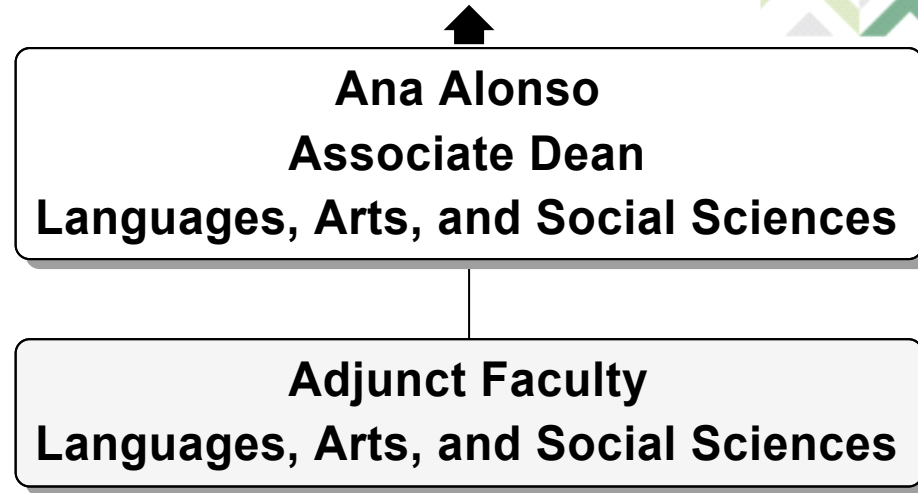 Ana Alonso
Associate Dean
Languages, Arts, and Social Sciences
Adjunct Faculty
Languages, Arts, and Social Sciences